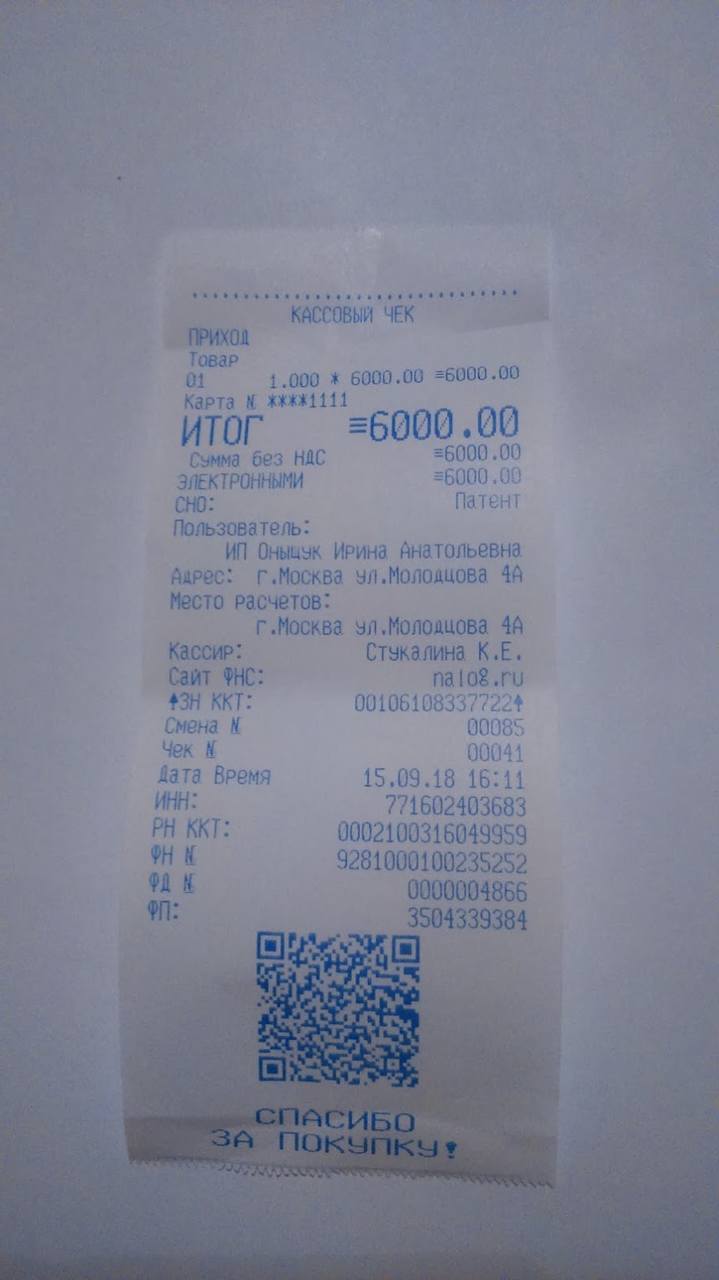 КАССОВЫЙ ЧЕК
ПРИХОД
Товар
01 1.000 * 6000.00 =6000.00
Карта № ****1111
ИТОГ =6000.00
Сумма без НДС =6000.00
ЭЛЕКТРОННЫМИ =6000.00
СНО: Патент
Пользователь:
ИП Оныщук Ирина Анатольевна
Адрес: г.Москва ул.Молодцова 4А
Место расчетов:
г.Москва ул.Молодцова 4А
Кассир: Стукалина К.Е.
Сайт ФНС: nalog.ru
↑ЗН ККТ: 00106108337722↑
Смена № 00085
Чек № 00041
Дата Время 15.09.18 16:11
ИНН: 771602403683
РН ККТ: 0002100316049959
ФН № 9281000100235252
ФД № 0000004866
ФП: 3504339384
СПАСИБО
ЗА ПОКУПКУ!